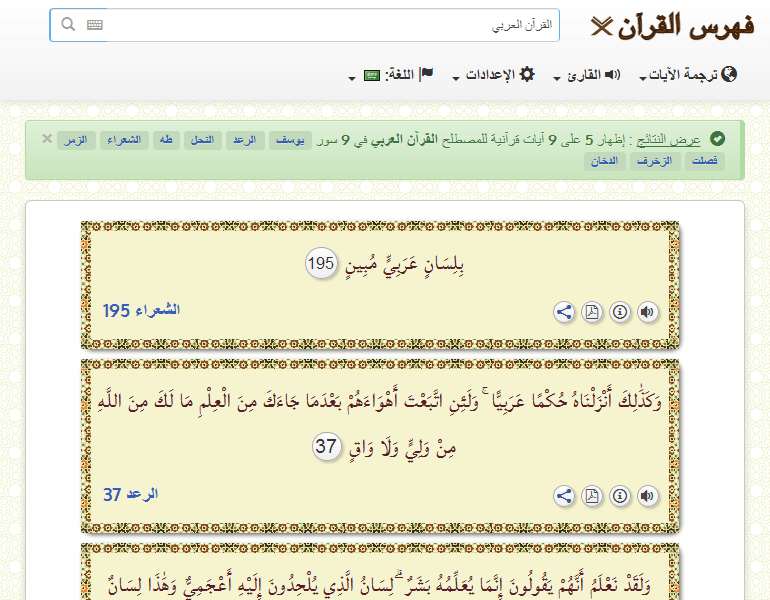 فهرس القرآن
القرآن العربي
ترجمة الآيات القارئ الإعدادات اللغة:
عرض النتائج : إظهار 5 على 9 آيات قرآنية للمصطلح القرآن العربي في 9 سور يوسف الرعد النحل طه الشعراء الزمر ×
فصلت الزخرف الدخان
بِلِسَانٍ عَرَبِيٍّ مُبِينٍ 195
الشعراء 195
وَكَذَٰلِكَ أَنْزَلْنَاهُ حُكْمًا عَرَبِيًّا ۚ وَلَئِنِ اتَّبَعْتَ أَهْوَاءَهُمْ بَعْدَمَا جَاءَكَ مِنَ الْعِلْمِ مَا لَكَ مِنَ اللَّهِ
مِنْ وَلِيٍّ وَلَا وَاقٍ 37
الرعد 37
وَلَقَدْ نَعْلَمُ أَنَّهُمْ يَقُولُونَ إِنَّمَا يُعَلِّمُهُ بَشَرٌ ۗ لِسَانُ الَّذِي يُلْحِدُونَ إِلَيْهِ أَعْجَمِيٌّ وَهَٰذَا لِسَانٌ